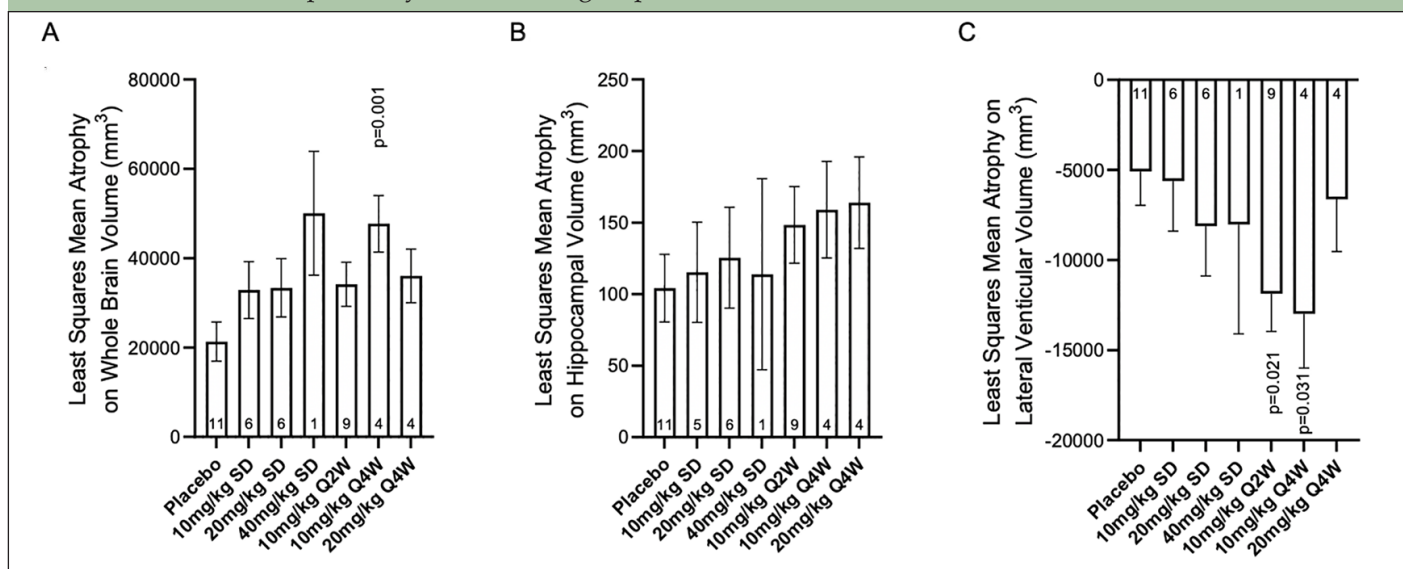 A
Least Squares Mean Atrophy
on Whole Brain Volume (mm3)
80000
60000
40000
20000
0
p=0.001
11 6 6 1 9 4 4
Placebo
10mg/kg SD
20mg/kg SD
40mg/kg SD
10mg/kg Q2W
10mg/kg Q4W
20mg/kg Q4W
B
Least Squares Mean Atrophy
on Hippocampal Volume (mm3)
250
200
150
100
50
0
11 5 6 1 9 4 4
Placebo
10mg/kg SD
20mg/kg SD
40mg/kg SD
10mg/kg Q2W
10mg/kg Q4W
20mg/kg Q4W
C
Least Squares Mean Atrophy on
Lateral Venticular Volume (mm3)
0
-5000
-10000
-15000
-20000
11 6 6 1 9 4 4
p=0.021
p=0.031
Placebo
10mg/kg SD
20mg/kg SD
40mg/kg SD
10mg/kg Q2W
10mg/kg Q4W
20mg/kg Q4W